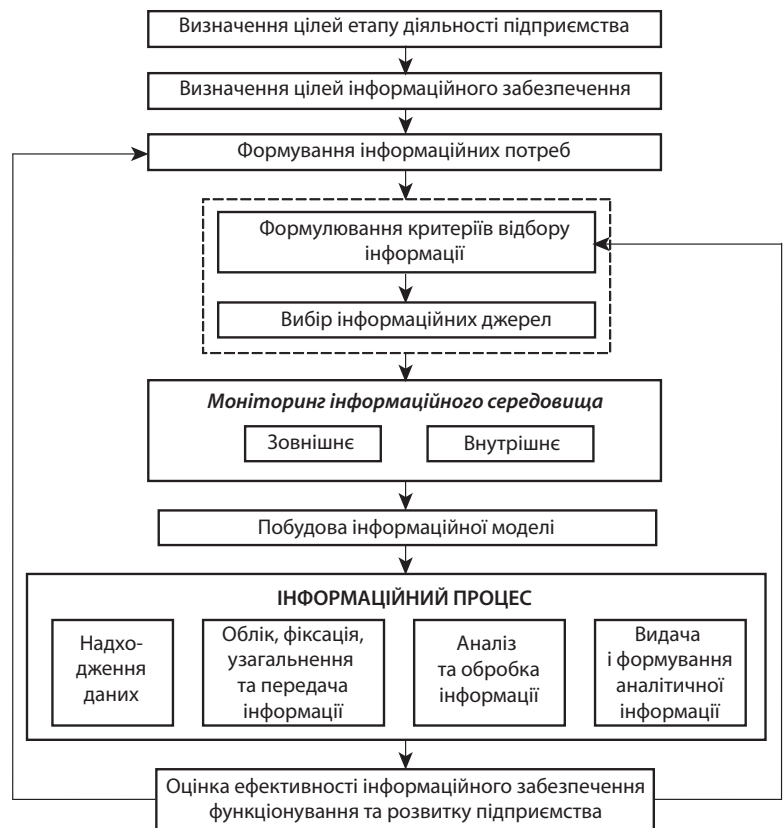 Визначення цілей етапу діяльності підприємства
Визначення цілей інформаційного забезпечення
Формування інформаційних потреб
Формулювання критеріїв відбору
інформації
Вибір інформаційних джерел
Моніторинг інформаційного середовища
Зовнішнє
Внутрішнє
Побудова інформаційної моделі
ІНФОРМАЦІЙНИЙ ПРОЦЕС
Надхо-
дження
даних
Облік, фіксація,
узагальнення
та передача
інформації
Аналіз
та обробка
інформації
Видача
і формування
аналітичної
інформації
Оцінка ефективності інформаційного забезпечення
функціонування та розвитку підприємства